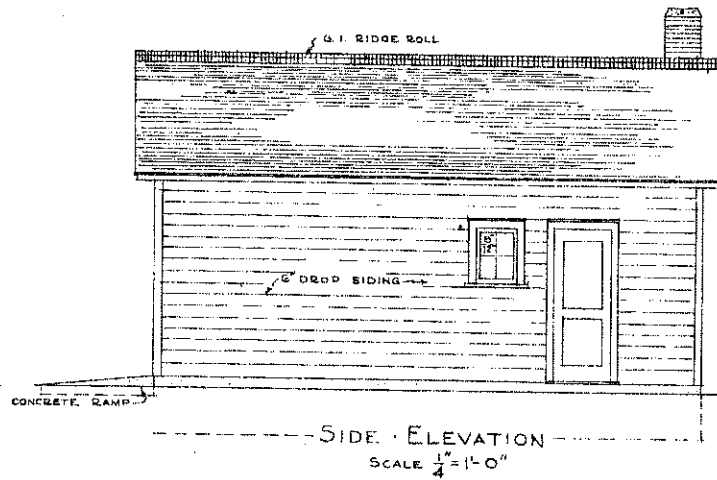 G. I. RIDGE ROLL
6" DROP SIDING
CONCRETE RAMP
SIDE · ELEVATION
SCALE 1/4" = 1'-0"